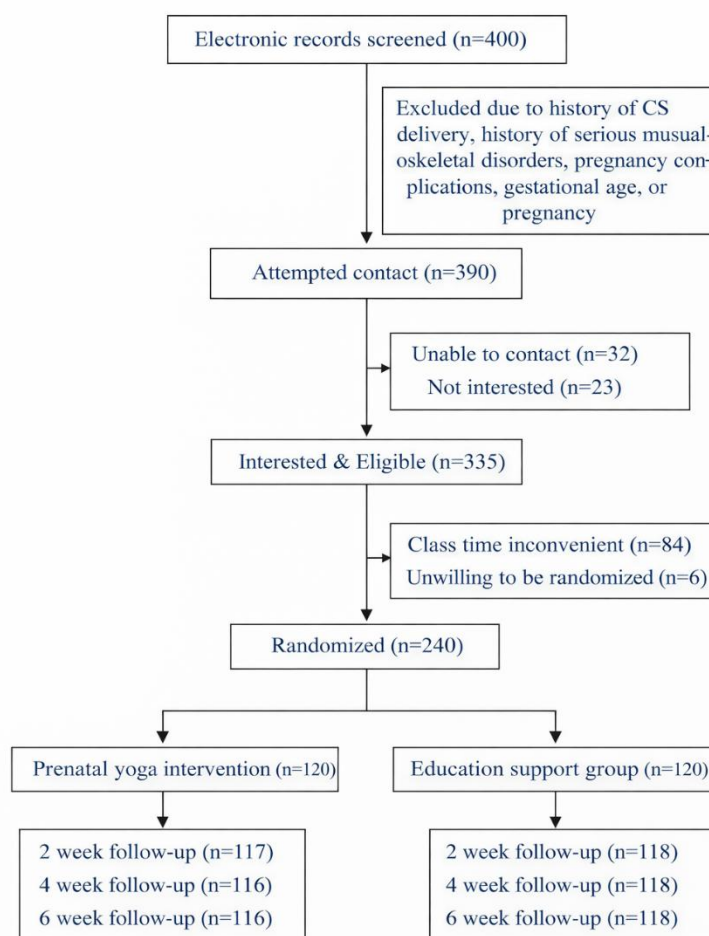 Electronic records screened (n=400)
Excluded due to history of CS
delivery, history of serious musual-
oskeletal disorders, pregnancy con-
plications, gestational age, or
pregnancy
Attempted contact (n=390)
Unable to contact (n=32)
Not interested (n=23)
Interested & Eligible (n=335)
Class time inconvenient (n=84)
Unwilling to be randomized (n=6)
Randomized (n=240)
Prenatal yoga intervention (n=120)
Education support group (n=120)
2 week follow-up (n=117)
4 week follow-up (n=116)
6 week follow-up (n=116)
2 week follow-up (n=118)
4 week follow-up (n=118)
6 week follow-up (n=118)